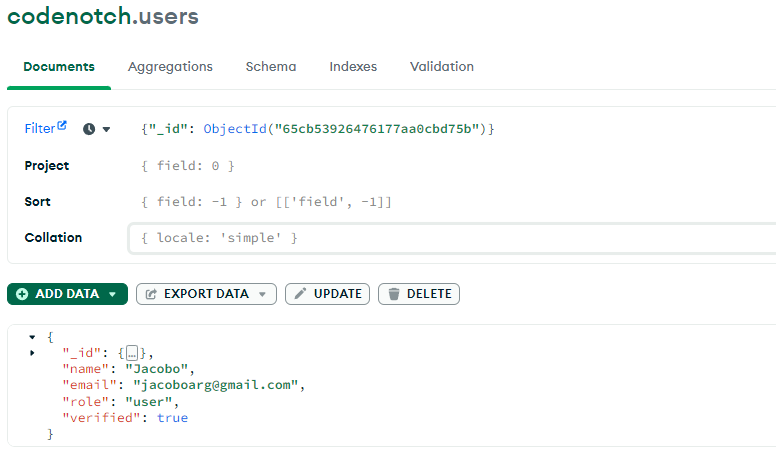 codenotch.users
Documents Aggregations Schema Indexes Validation
Filter {"_id": ObjectId("65cb53926476177aa0cbd75b")}
Project { field: 0 }
Sort { field: -1 } or [['field', -1]]
Collation { locale: 'simple' }
ADD DATA EXPORT DATA UPDATE DELETE
{
"_id": {…},
"name": "Jacobo",
"email": "jacoboarg@gmail.com",
"role": "user",
"verified": true
}